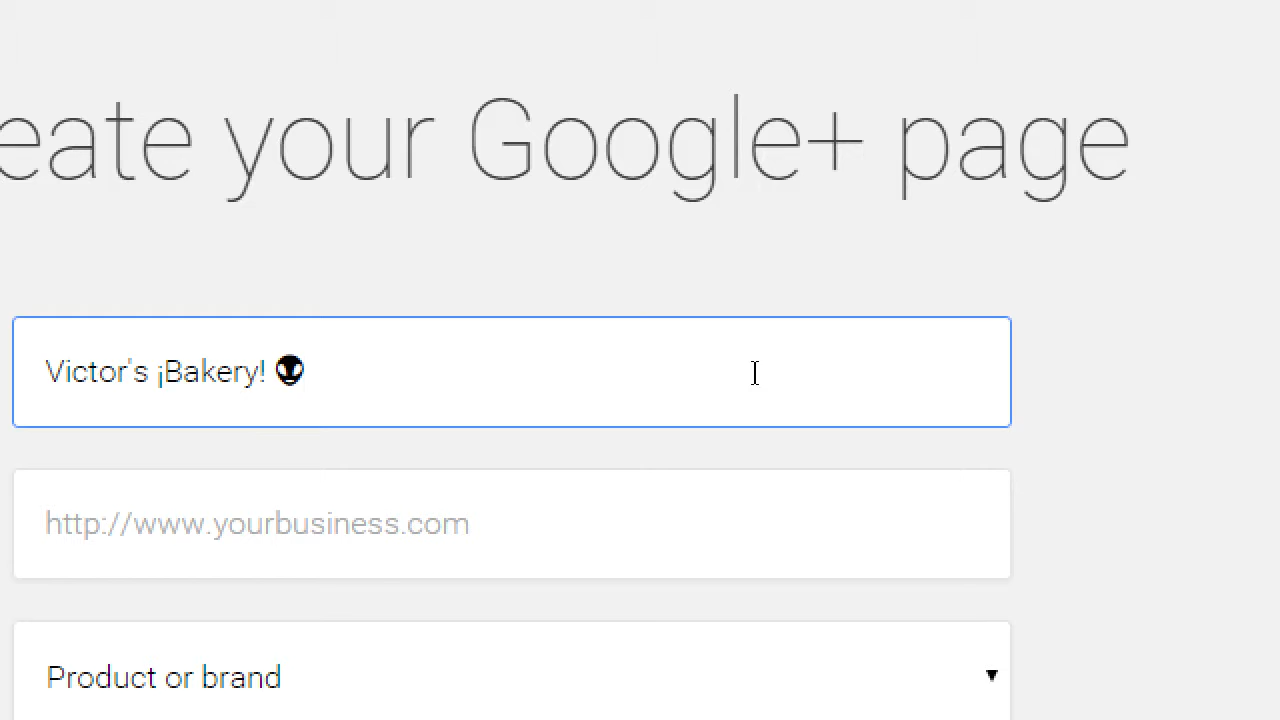 eate your Google+ page
Victor's ¡Bakery! 👽
http://www.yourbusiness.com
Product or brand